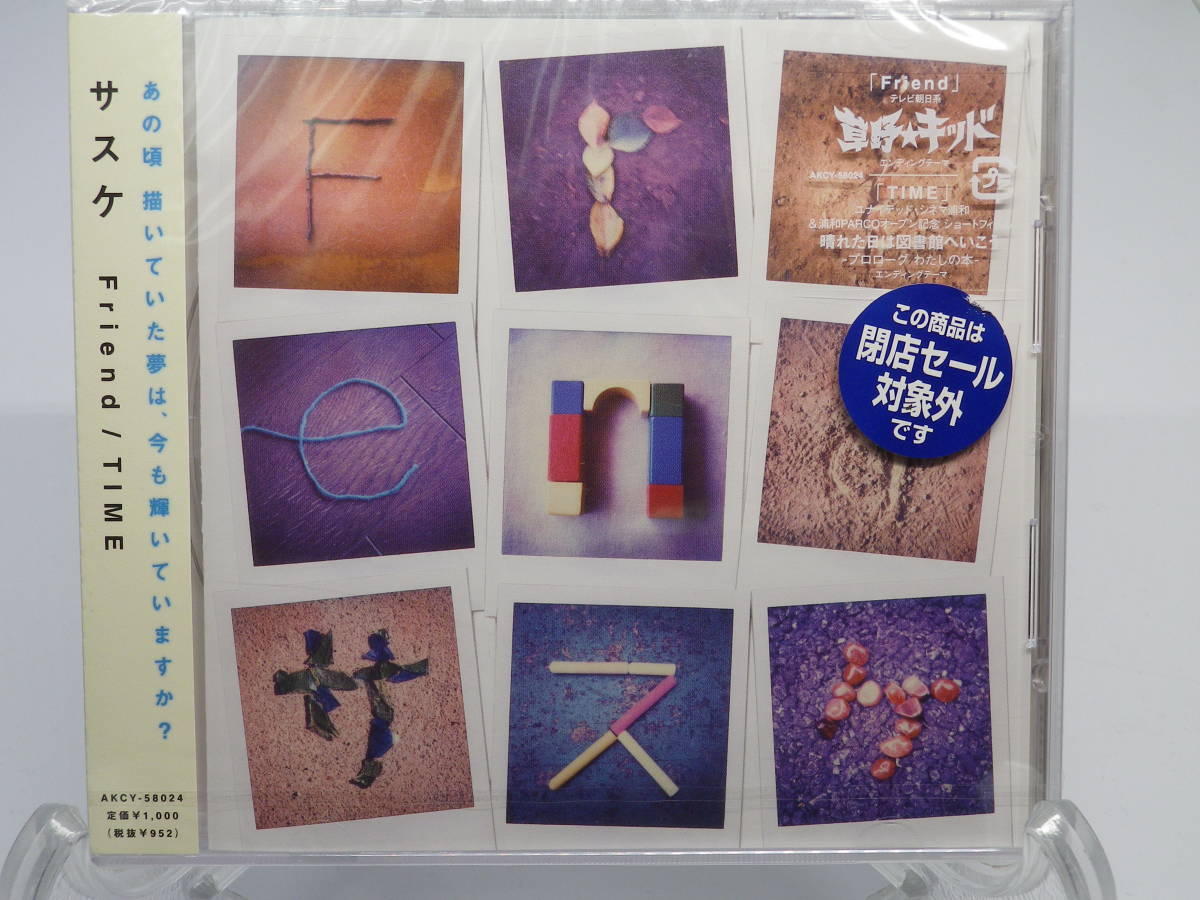 あの頃 描いていた夢は、今も輝いていますか?
サスケ Friend / TIME
AKCY-58024
定価¥1,000
(税抜¥952)
F r
「Friend」
テレビ朝日系
草野☆キッド
エンディングテーマ
AKCY-58024
「TIME」
ユナイテッド・シネマ浦和
&浦和PARCOオープン記念 ショートフィ
晴れた日は図書館へいこう
-プロローグ わたしの本-
エンディングテーマ
プ
e n d
この商品は
閉店セール
対象外
です
サ ス ケ